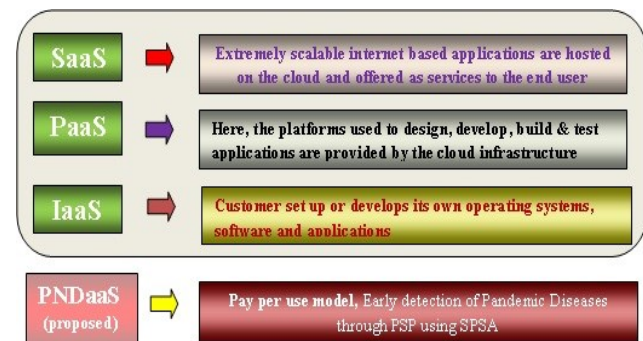 SaaS
Extremely scalable internet based applications are hosted
on the cloud and offered as services to the end user
PaaS
Here, the platforms used to design, develop, build & test
applications are provided by the cloud infrastructure
IaaS
Customer set up or develops its own operating systems,
software and applications
PNDaaS
(proposed)
Pay per use model, Early detection of Pandemic Diseases
through PSP using SPSA